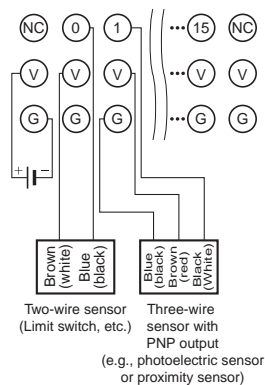 NC 0 1 ••• 15 NC
V V V ••• V V
G G G ••• G G
+ −
Brown
(white)
Blue
(black)
Blue
(black)
Brown
(red)
Black
(White)
Two-wire sensor
(Limit switch, etc.)
Three-wire
sensor with
PNP output
(e.g., photoelectric sensor
or proximity sensor)